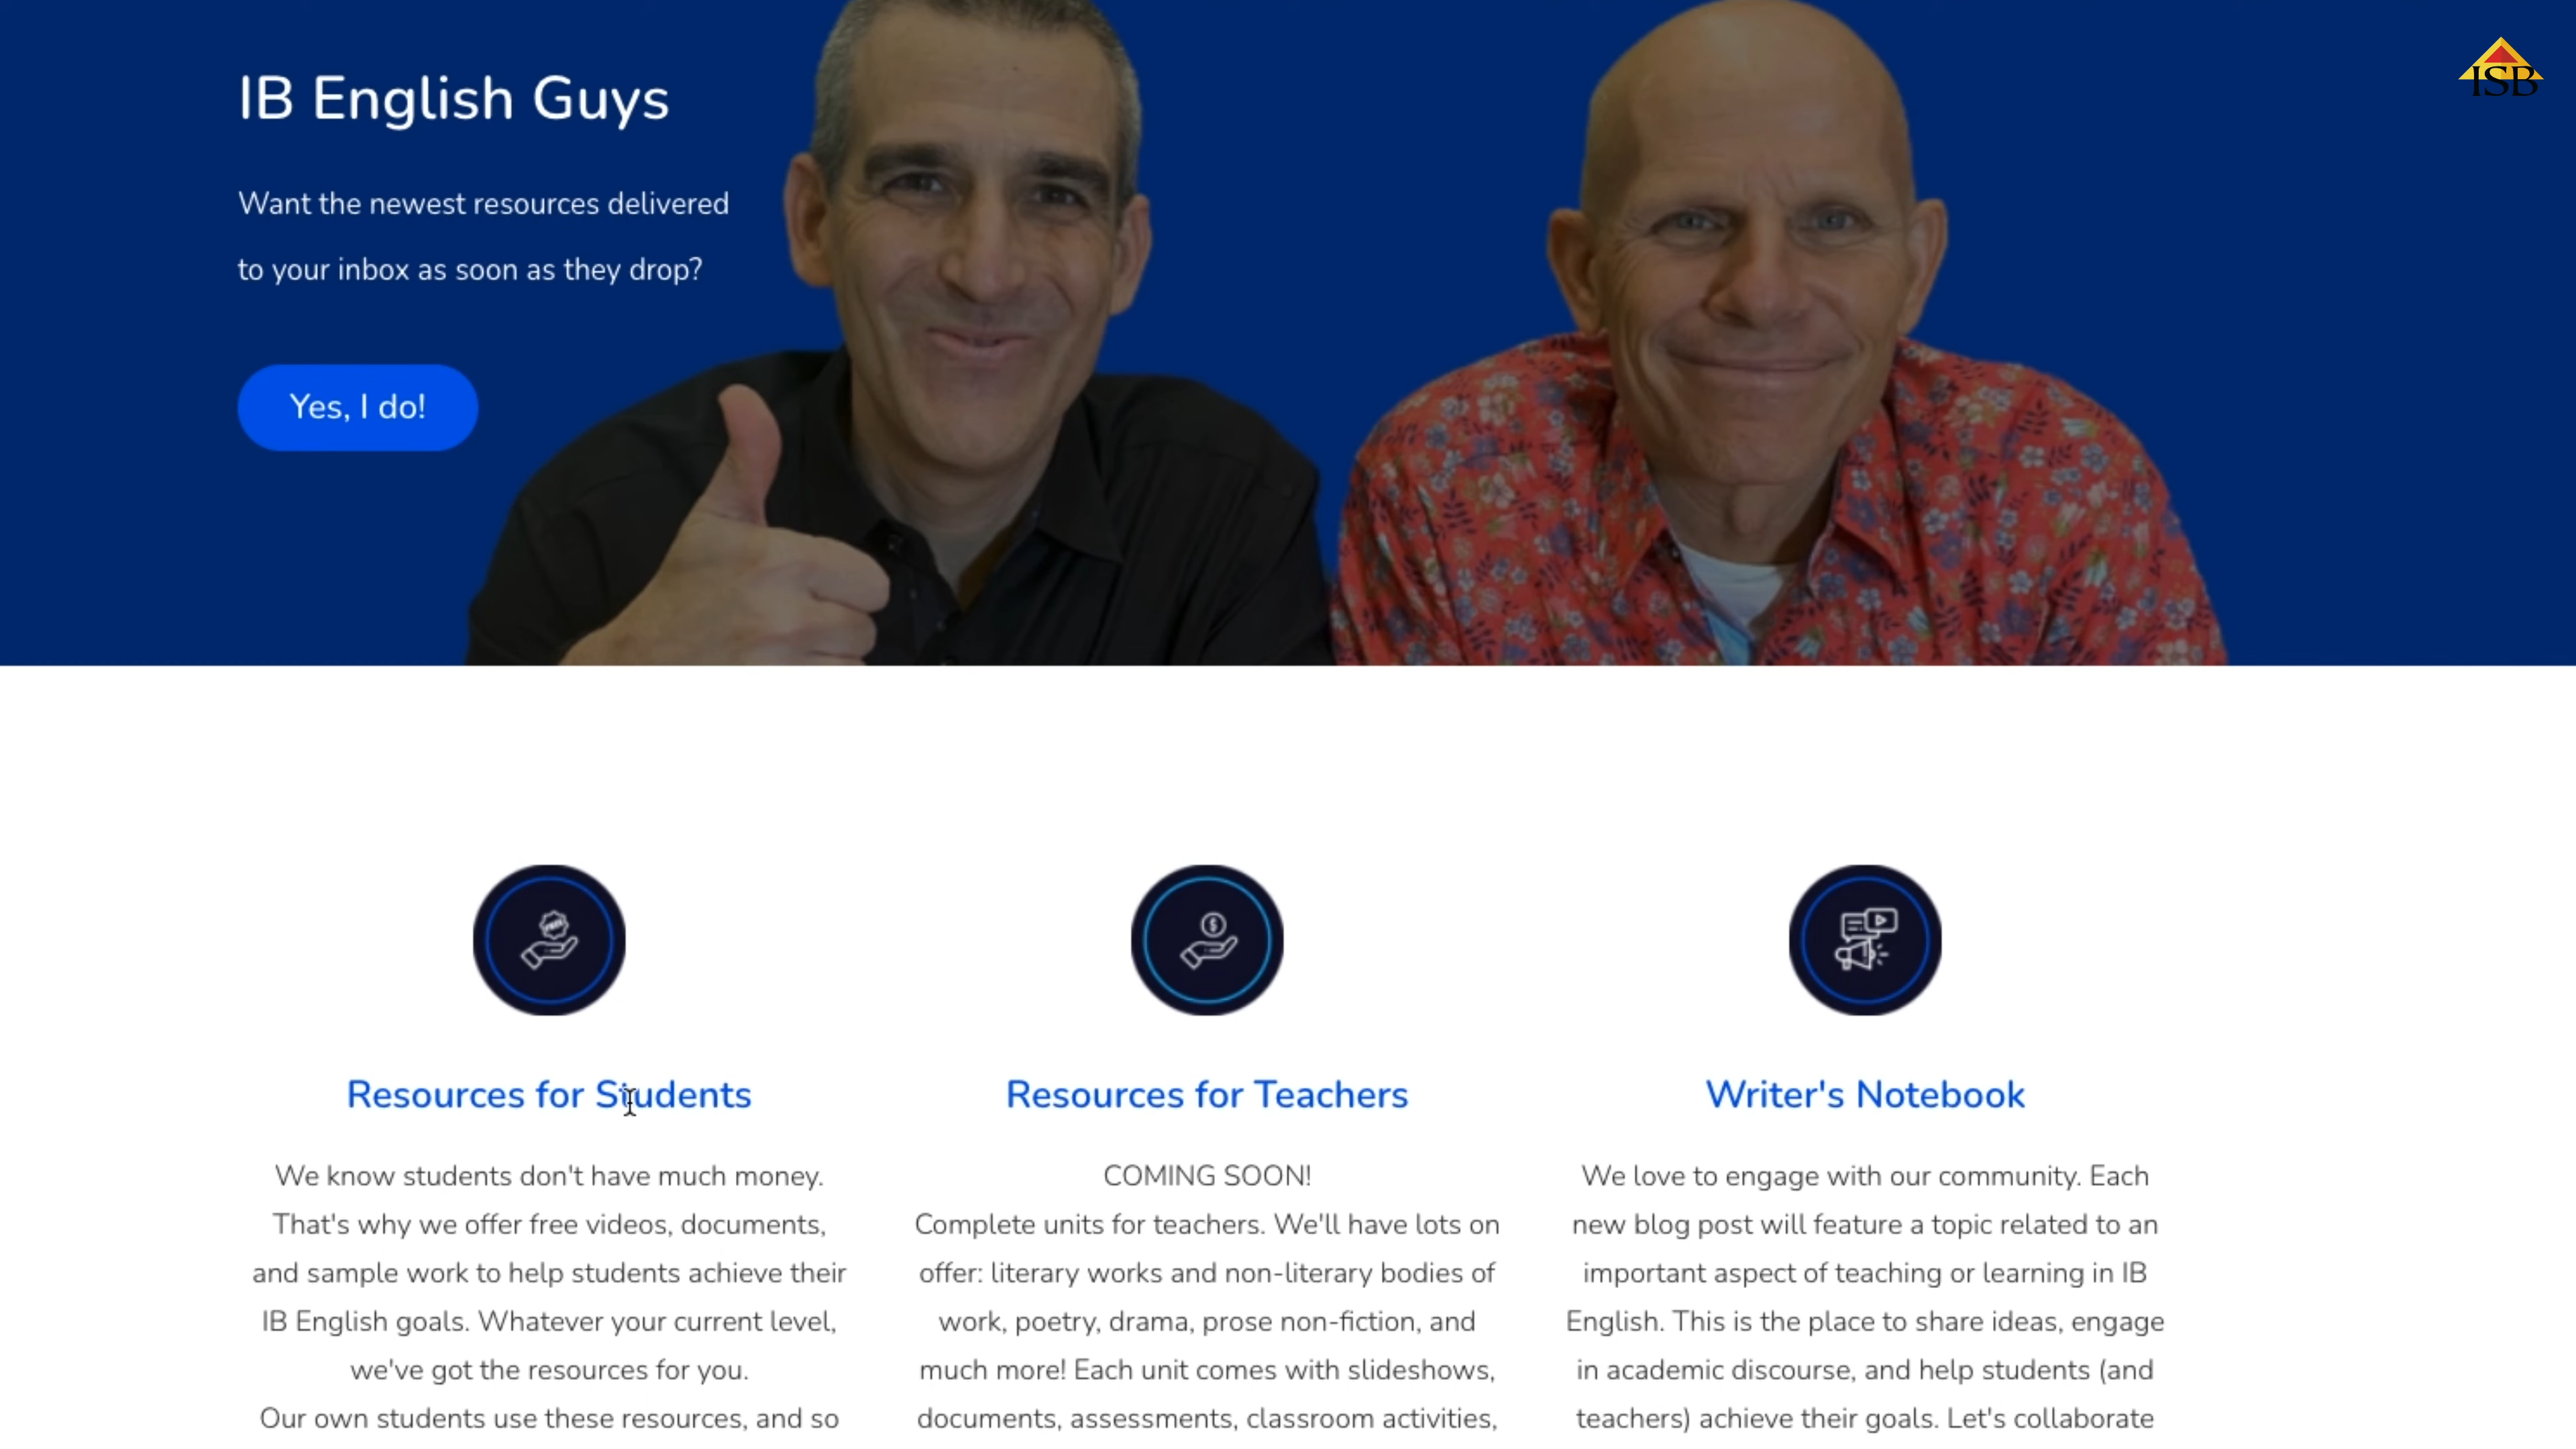 IB English Guys
Want the newest resources delivered
to your inbox as soon as they drop?
Yes, I do!
ISB
FREE
$
Resources for Students
We know students don't have much money.
That's why we offer free videos, documents,
and sample work to help students achieve their
IB English goals. Whatever your current level,
we've got the resources for you.
Our own students use these resources, and so
Resources for Teachers
COMING SOON!
Complete units for teachers. We'll have lots on
offer: literary works and non-literary bodies of
work, poetry, drama, prose non-fiction, and
much more! Each unit comes with slideshows,
documents, assessments, classroom activities,
Writer's Notebook
We love to engage with our community. Each
new blog post will feature a topic related to an
important aspect of teaching or learning in IB
English. This is the place to share ideas, engage
in academic discourse, and help students (and
teachers) achieve their goals. Let's collaborate